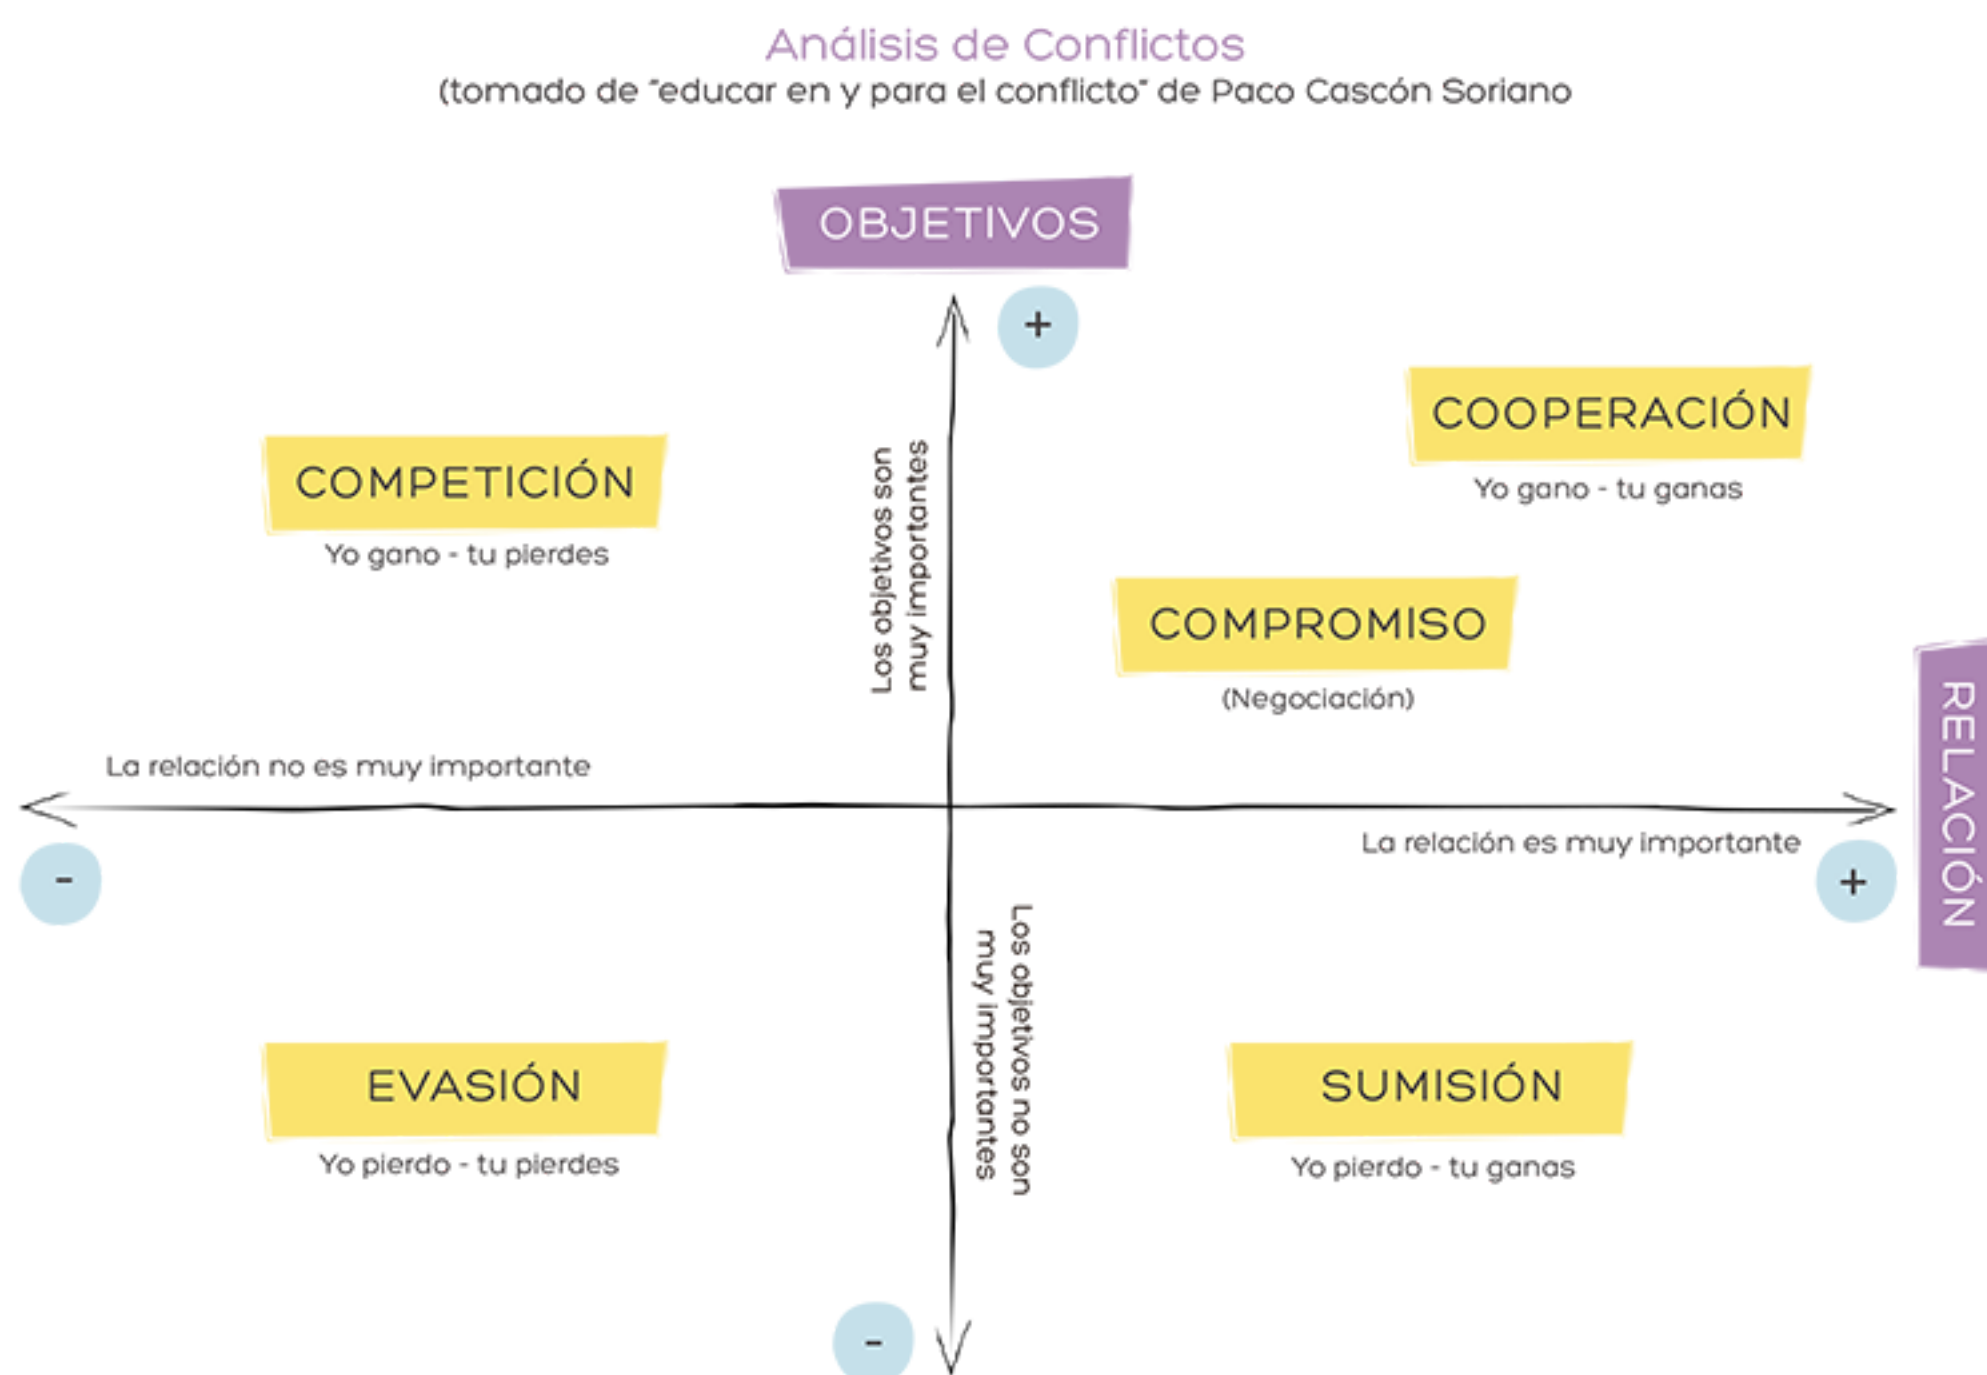 Análisis de Conflictos
(tomado de "educar en y para el conflicto" de Paco Cascón Soriano
OBJETIVOS
+
COOPERACIÓN
Yo gano - tu ganas
COMPETICIÓN
Yo gano - tu pierdes
Los objetivos son
muy importantes
COMPROMISO
(Negociación)
RELACIÓN
La relación no es muy importante
La relación es muy importante
-
+
Los objetivos no son
muy importantes
EVASIÓN
Yo pierdo - tu pierdes
SUMISIÓN
Yo pierdo - tu ganas
-